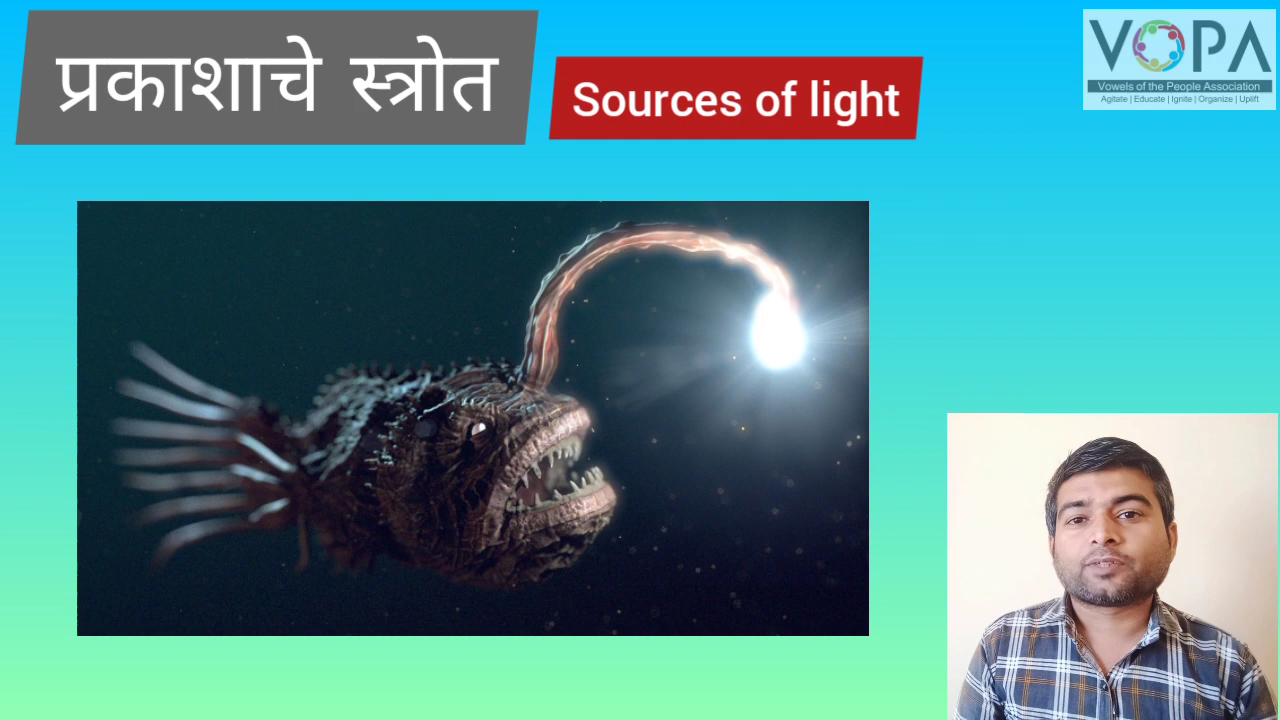 प्रकाशाचे स्त्रोत
Sources of light
VOPA
Vowels of the People Association
Agitate | Educate | Ignite | Organize | Uplift